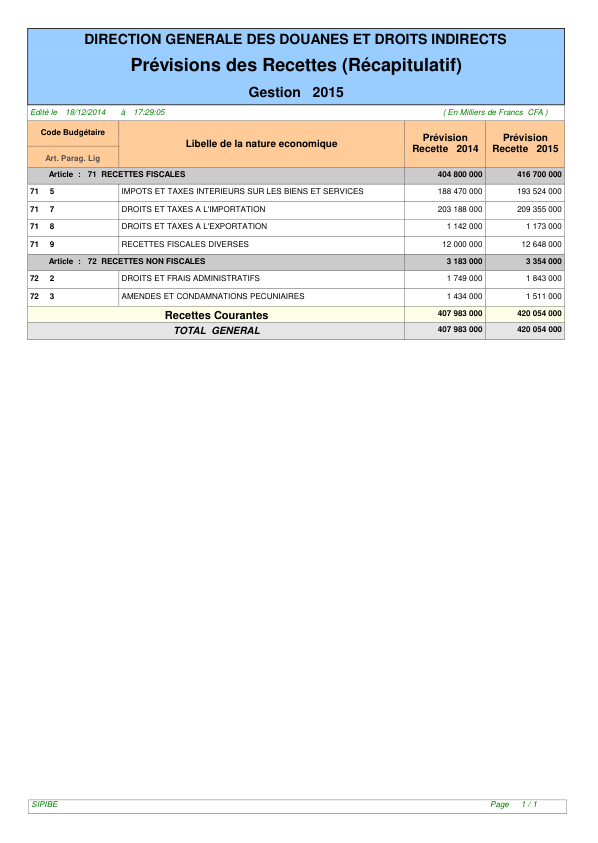 DIRECTION GENERALE DES DOUANES ET DROITS INDIRECTS
Prévisions des Recettes (Récapitulatif)
Gestion 2015
Edité le 18/12/2014 à 17:29:05 ( En Milliers de Francs CFA )
Code Budgétaire
Art. Parag. Lig
Libelle de la nature economique
Prévision
Recette 2014
Prévision
Recette 2015
Article : 71 RECETTES FISCALES 404 800 000 416 700 000
71 5 IMPOTS ET TAXES INTERIEURS SUR LES BIENS ET SERVICES 188 470 000 193 524 000
71 7 DROITS ET TAXES A L'IMPORTATION 203 188 000 209 355 000
71 8 DROITS ET TAXES A L'EXPORTATION 1 142 000 1 173 000
71 9 RECETTES FISCALES DIVERSES 12 000 000 12 648 000
Article : 72 RECETTES NON FISCALES 3 183 000 3 354 000
72 2 DROITS ET FRAIS ADMINISTRATIFS 1 749 000 1 843 000
72 3 AMENDES ET CONDAMNATIONS PECUNIAIRES 1 434 000 1 511 000
Recettes Courantes 407 983 000 420 054 000
TOTAL GENERAL 407 983 000 420 054 000
SIPIBE Page 1 / 1